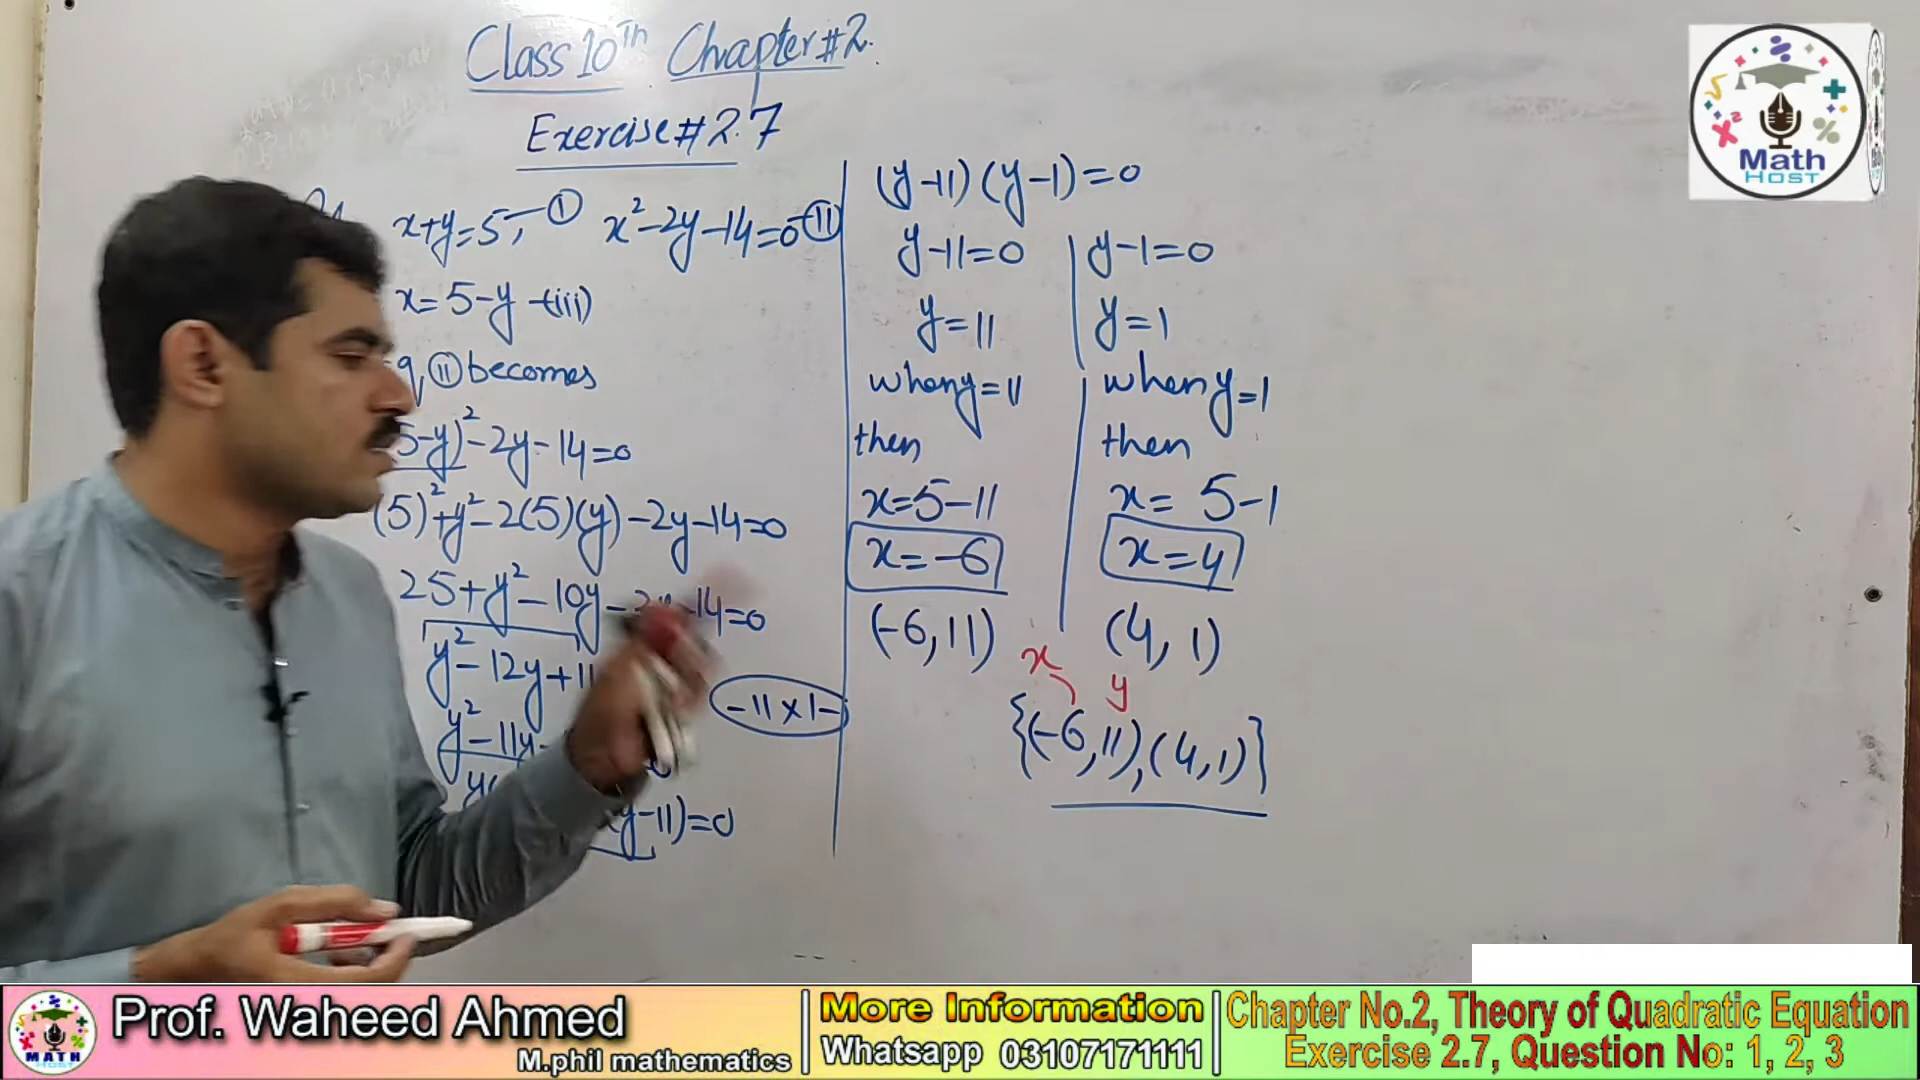 Class 10th Chapter#2.
Exercise#2.7
x+y=5, -① x²-2y-14=0-⑪
x=5-y-(iii)
q ⑪ becomes
5-y)²-2y-14=0
(5)²+y²-2(5)(y)-2y-14=0
25+y²-10y-2y-14=0
y²-12y+11
y²-11y
-11×1-
y-11)=0
(y-11)(y-1)=0
y-11=0
y=11
when y=11
then
x=5-11
x=-6
(-6,11)
y-1=0
y=1
when y=1
then
x=5-1
x=4
(4,1)
x y
{(-6,11),(4,1)}
Math
HOST
MATH
Prof. Waheed Ahmed
M.phil mathematics
More Information
Whatsapp 03107171111
Chapter No.2, Theory of Quadratic Equation
Exercise 2.7, Question No: 1, 2, 3